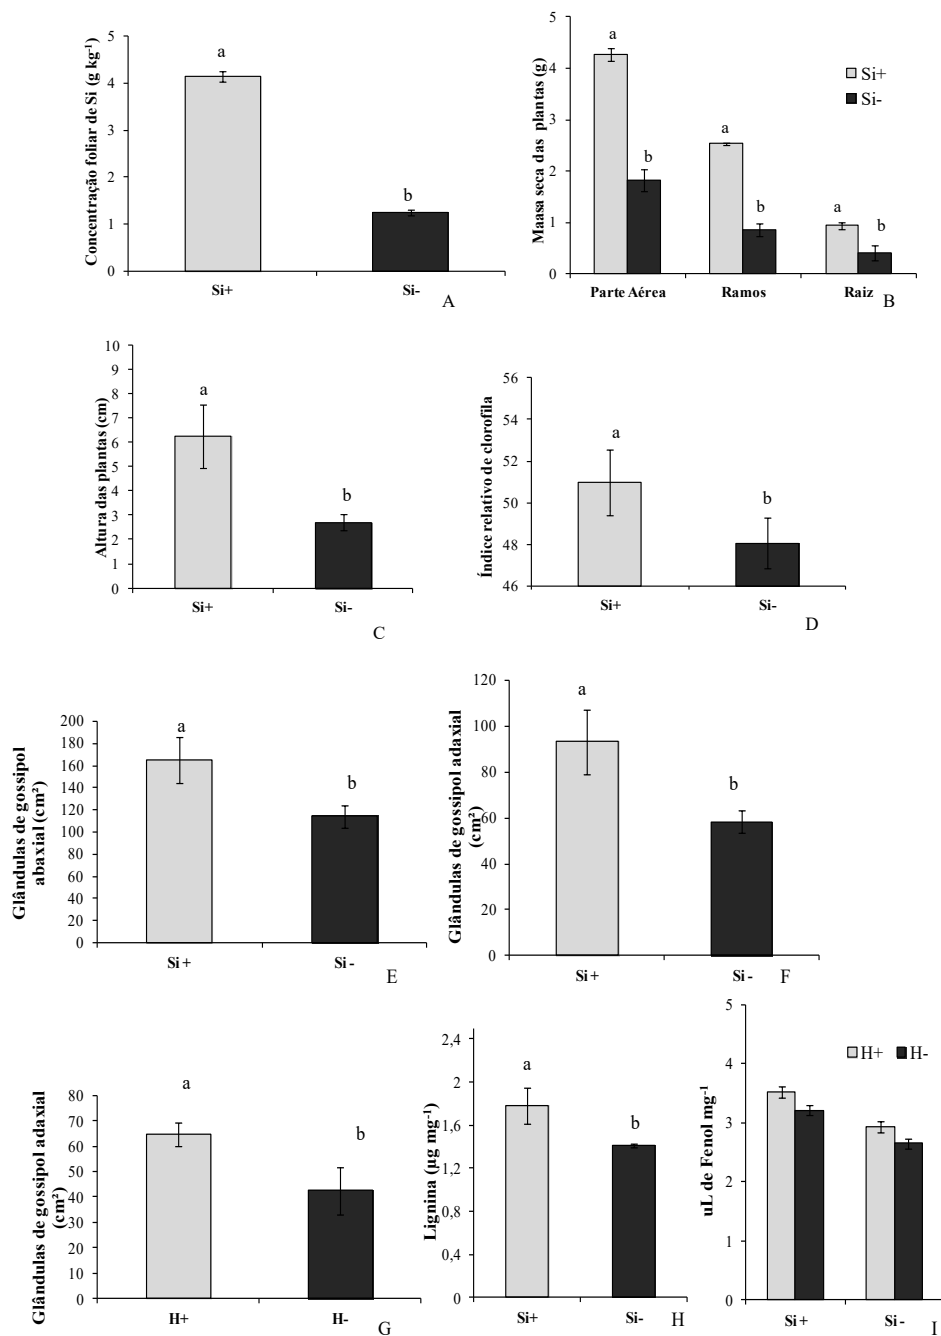 Concentração foliar de Si (g kg⁻¹)
5
4
3
2
1
0
a
b
Si+
Si-
A
Maasa seca das plantas (g)
5
4
3
2
1
0
a
b
a
b
a
b
Si+
Si-
Parte Aérea
Ramos
Raiz
B
Altura das plantas (cm)
10
9
8
7
6
5
4
3
2
1
0
a
b
Si+
Si-
C
Índice relativo de clorofila
56
54
52
51
50
48
46
a
b
Si+
Si-
D
Glândulas de gossipol
abaxial (cm²)
200
180
160
140
120
100
80
60
40
20
0
a
b
Si+
Si-
E
Glândulas de gossipol adaxial
(cm²)
120
100
80
60
40
20
0
a
b
Si+
Si-
F
Glândulas de gossipol adaxial
(cm²)
80
70
60
50
40
30
20
10
0
a
b
H+
H-
G
Lignina (µg mg⁻¹)
2,4
2
1,6
1,2
0,8
0,4
0
a
b
Si+
Si-
H
uL de Fenol mg⁻¹
5
4
3
2
1
0
H+
H-
Si+
Si-
I